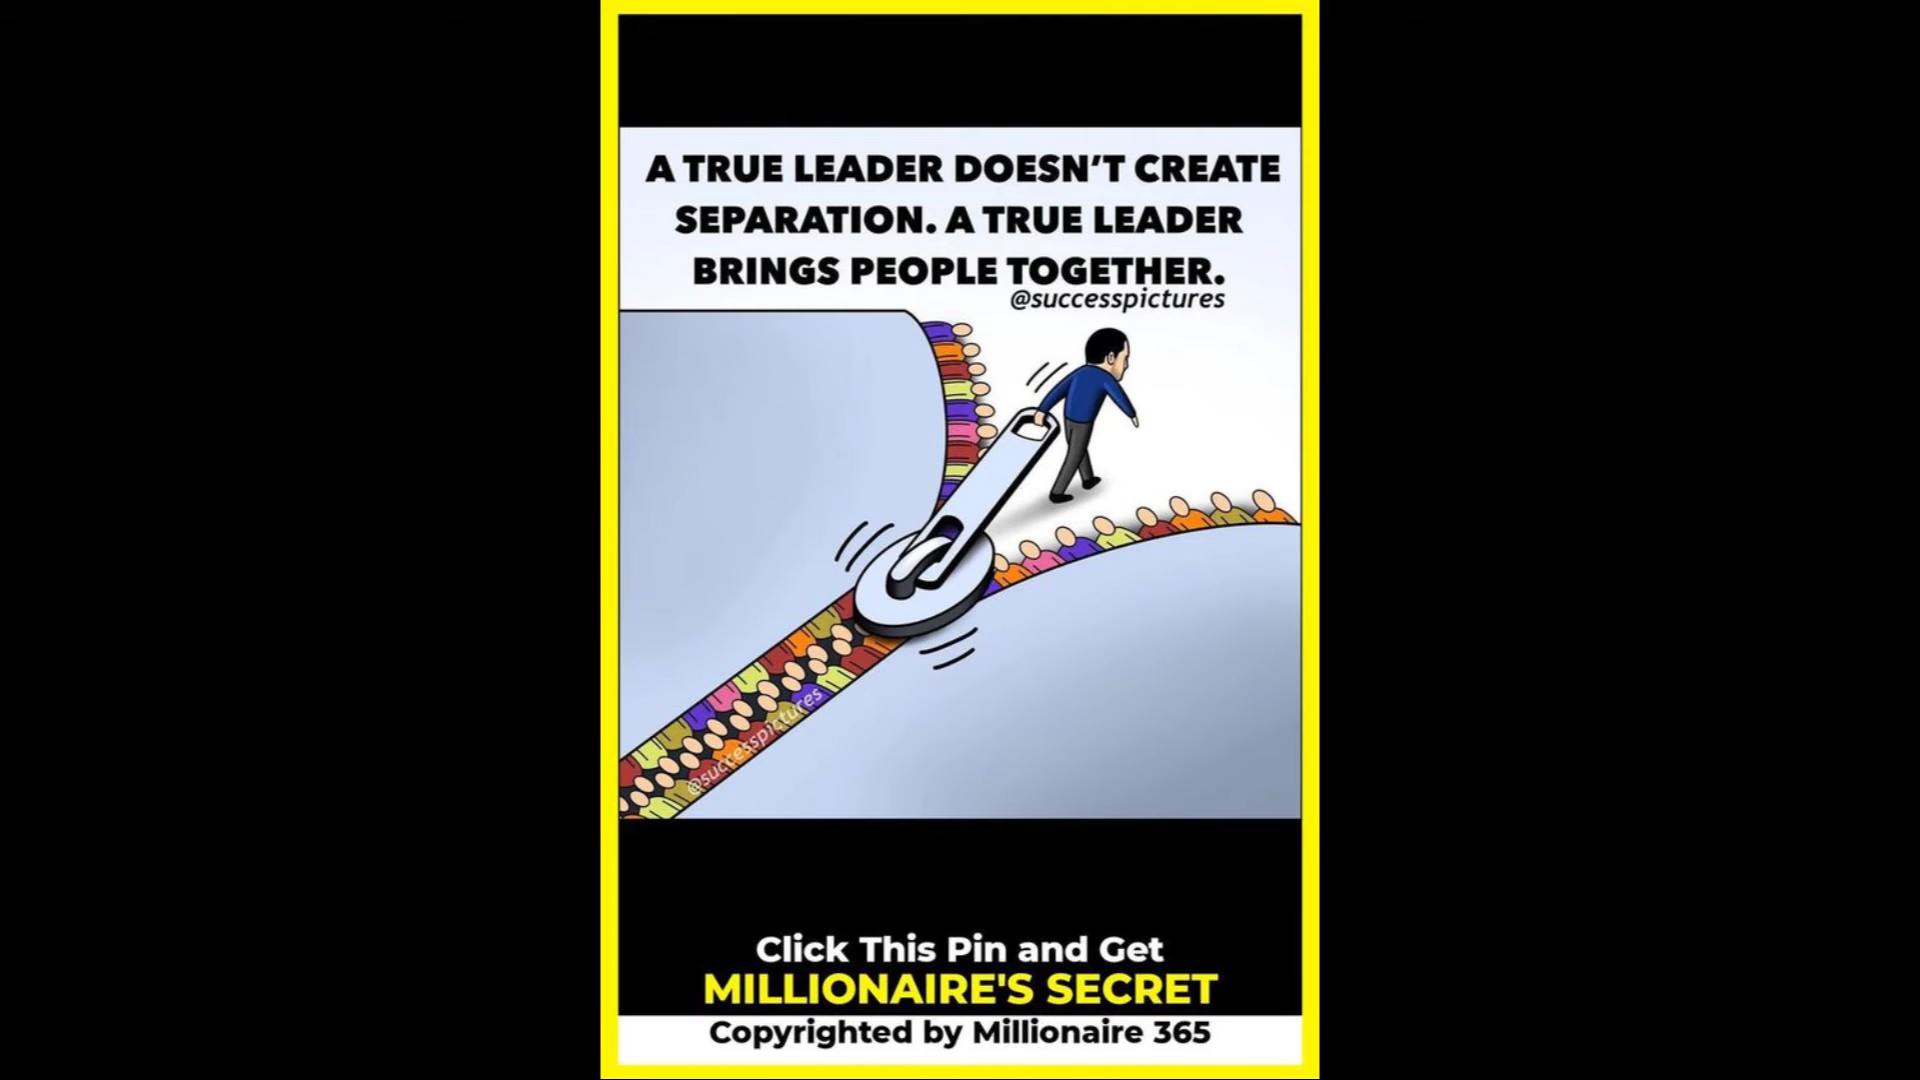 A TRUE LEADER DOESN'T CREATE
SEPARATION. A TRUE LEADER
BRINGS PEOPLE TOGETHER.
@successpictures
@successpictures
Click This Pin and Get
MILLIONAIRE'S SECRET
Copyrighted by Millionaire 365